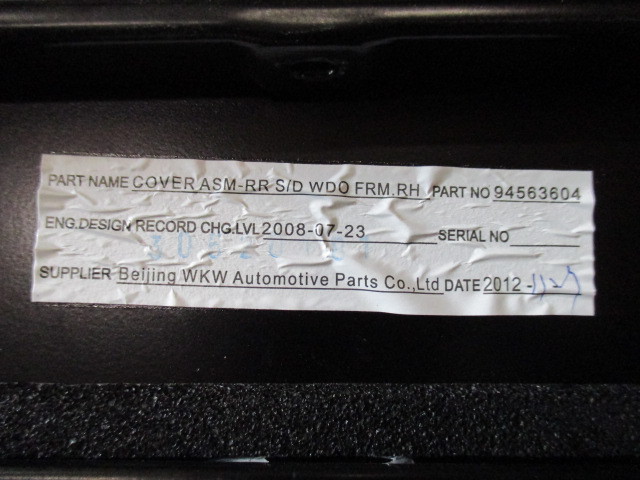 PART NAME COVER ASM-RR S/D WDO FRM.RH PART NO 94563604
ENG.DESIGN RECORD CHG.LVL 2008-07-23 SERIAL NO
SUPPLIER Beijing WKW Automotive Parts Co.,Ltd DATE 2012 -